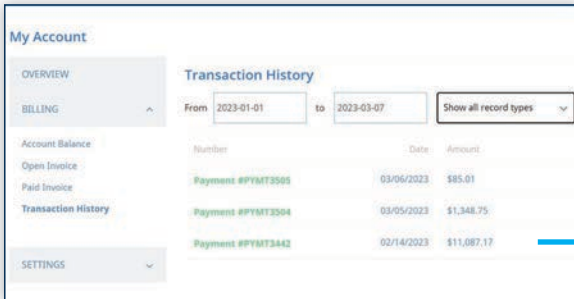 My Account
OVERVIEW
BILLING
Account Balance
Open Invoice
Paid Invoice
Transaction History
SETTINGS
Transaction History
From 2023-01-01 to 2023-03-07 Show all record types
Number Date Amount
Payment #PYMT3505 03/06/2023 $85.01
Payment #PYMT3504 03/05/2023 $1,348.75
Payment #PYMT3442 02/14/2023 $11,087.17